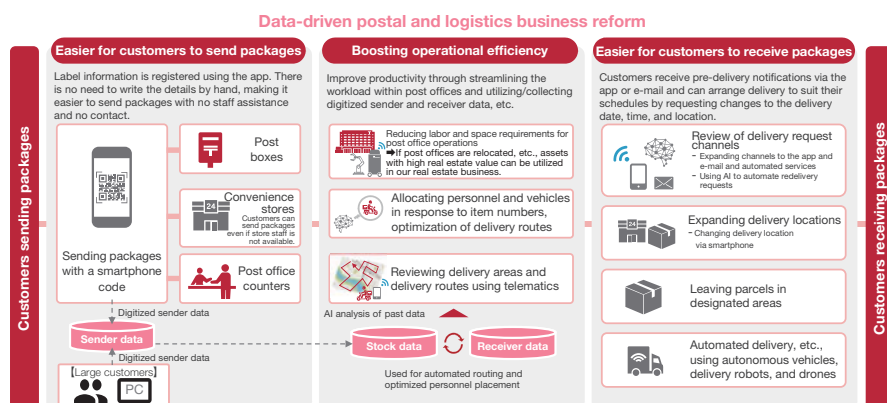 Data-driven postal and logistics business reform
Customers sending packages
Easier for customers to send packages
Label information is registered using the app. There
is no need to write the details by hand, making it
easier to send packages with no staff assistance
and no contact.
Sending packages
with a smartphone
code
Post
boxes
24
Convenience
stores
Customers can
send packages
even if store staff is
not available.
Post office
counters
Digitized sender data
Sender data
Digitized sender data
【Large customers】
PC
Boosting operational efficiency
Improve productivity through streamlining the
workload within post offices and utilizing/collecting
digitized sender and receiver data, etc.
Reducing labor and space requirements for
post office operations
➡If post offices are relocated, etc., assets
with high real estate value can be utilized
in our real estate business.
Allocating personnel and vehicles
in response to item numbers,
optimization of delivery routes
Reviewing delivery areas and
delivery routes using telematics
AI analysis of past data
Stock data
Receiver data
Used for automated routing and
optimized personnel placement
Easier for customers to receive packages
Customers receive pre-delivery notifications via the
app or e-mail and can arrange delivery to suit their
schedules by requesting changes to the delivery
date, time, and location.
Review of delivery request
channels
- Expanding channels to the app and
e-mail and automated services
- Using AI to automate redelivery
requests
24
Expanding delivery locations
- Changing delivery location
via smartphone
Leaving parcels in
designated areas
Automated delivery, etc.,
using autonomous vehicles,
delivery robots, and drones
Customers receiving packages